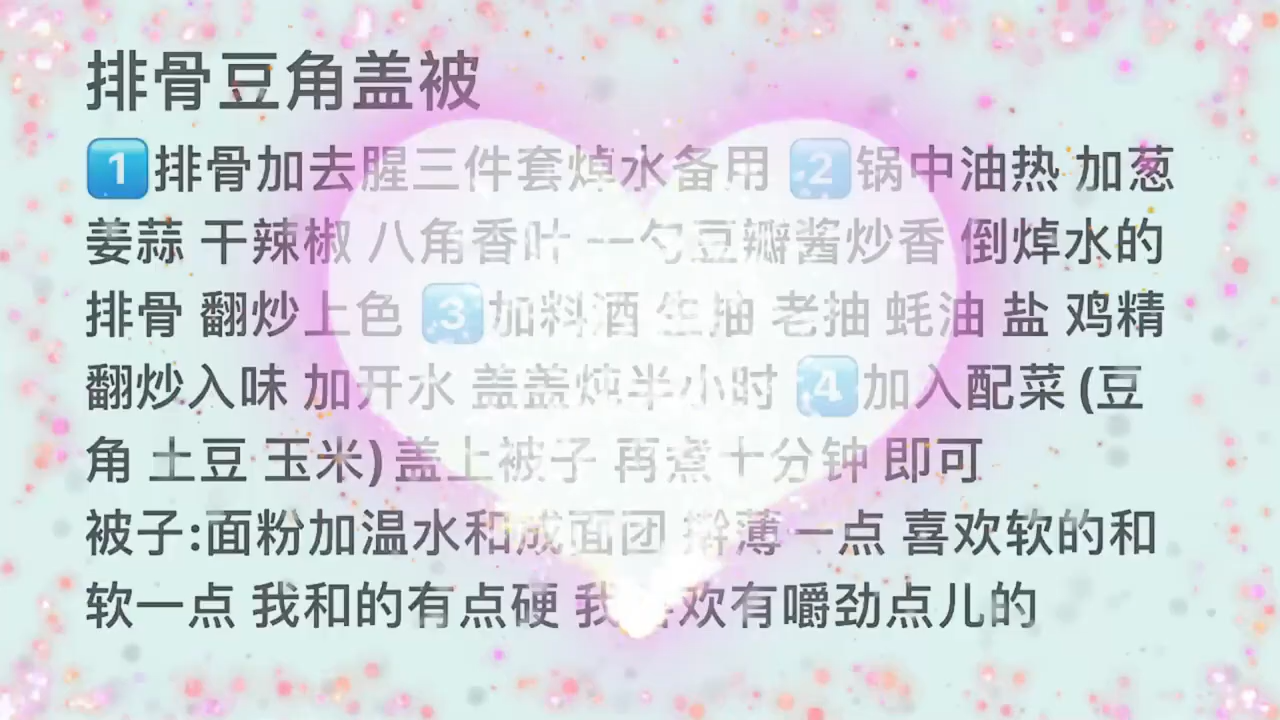 排骨豆角盖被
1️⃣排骨加去腥三件套焯水备用 2️⃣锅中油热 加葱
姜蒜 干辣椒 八角香叶 一勺豆瓣酱炒香 倒焯水的
排骨 翻炒上色 3️⃣加料酒 生抽 老抽 蚝油 盐 鸡精
翻炒入味 加开水 盖盖炖半小时 4️⃣加入配菜(豆
角 土豆 玉米)盖上被子 再煮十分钟 即可
被子:面粉加温水和成面团 擀薄一点 喜欢软的和
软一点 我和的有点硬 我喜欢有嚼劲点儿的